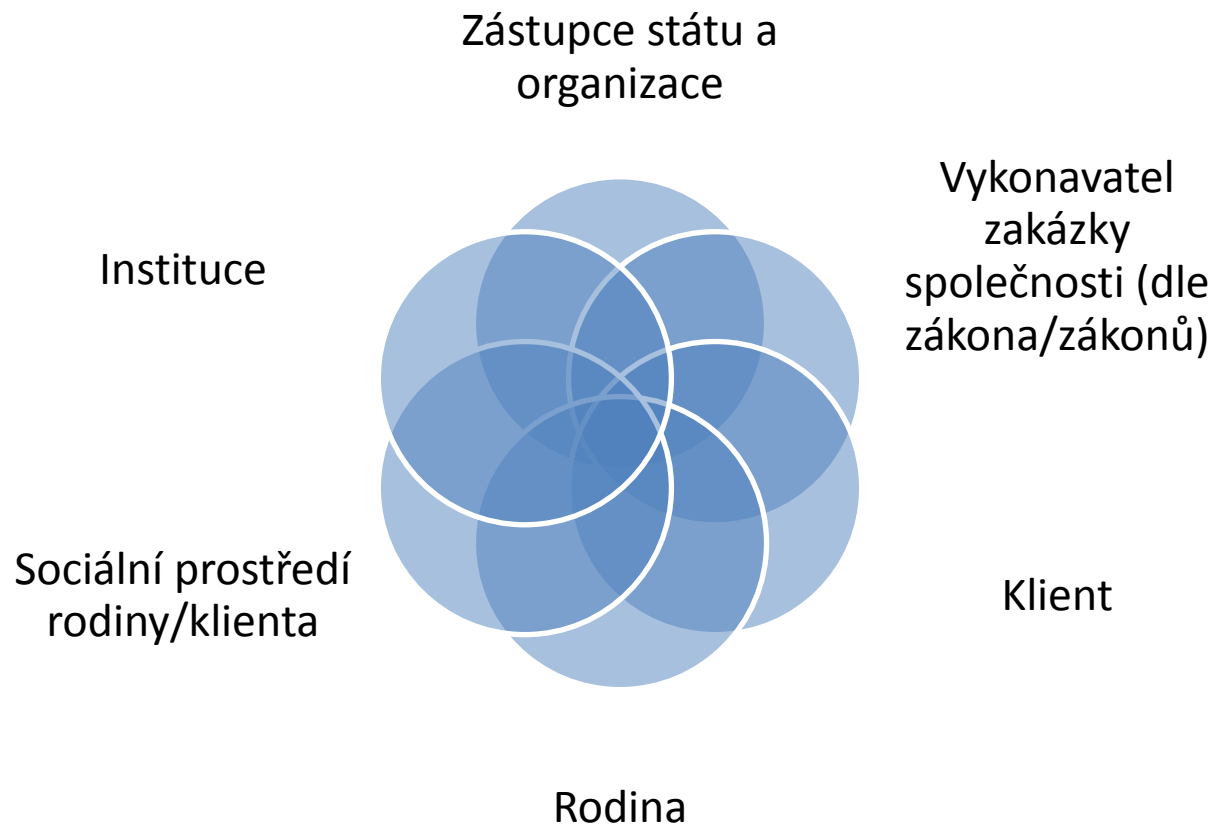 Zástupce státu a
organizace
Vykonavatel
zakázky
společnosti (dle
zákona/zákonů)
Instituce
Sociální prostředí
rodiny/klienta
Klient
Rodina